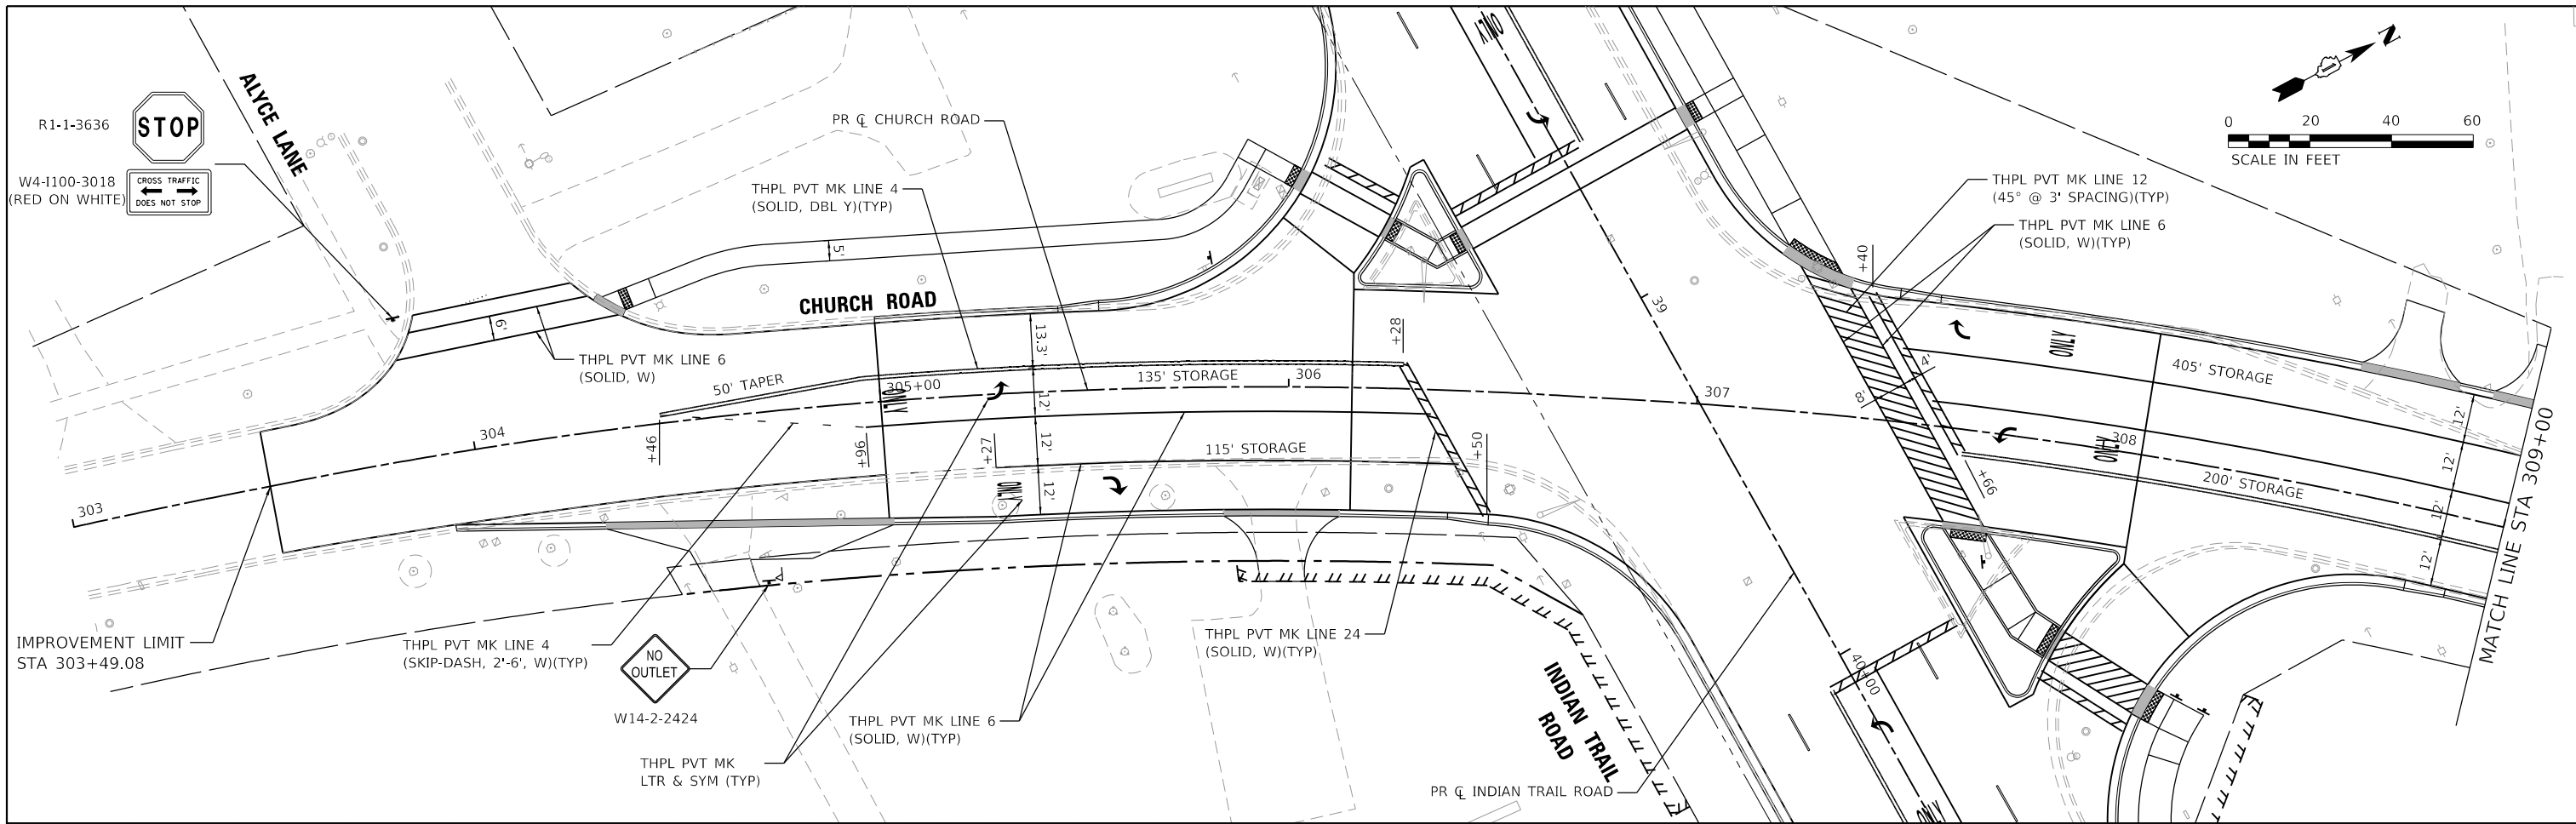 R1-1-3636
STOP
W4-I100-3018
(RED ON WHITE)
CROSS TRAFFIC
DOES NOT STOP
ALYCE LANE
PR ℄ CHURCH ROAD
THPL PVT MK LINE 4
(SOLID, DBL Y)(TYP)
5'
CHURCH ROAD
6'
THPL PVT MK LINE 6
(SOLID, W)
50' TAPER
13.3'
12'
12'
12'
305+00
135' STORAGE
306
115' STORAGE
ONLY
ONLY
303
304
+46
+96
+27
+28
+50
IMPROVEMENT LIMIT
STA 303+49.08
THPL PVT MK LINE 4
(SKIP-DASH, 2'-6', W)(TYP)
NO
OUTLET
W14-2-2424
THPL PVT MK
LTR & SYM (TYP)
THPL PVT MK LINE 6
(SOLID, W)(TYP)
THPL PVT MK LINE 24
(SOLID, W)(TYP)
INDIAN TRAIL
ROAD
PR ℄ INDIAN TRAIL ROAD
ONLY
39
307
40+00
ONLY
N
0 20 40 60
SCALE IN FEET
THPL PVT MK LINE 12
(45° @ 3' SPACING)(TYP)
THPL PVT MK LINE 6
(SOLID, W)(TYP)
+40
4'
8'
+66
ONLY
405' STORAGE
ONLY
308
200' STORAGE
12'
12'
12'
12'
MATCH LINE STA 309+00